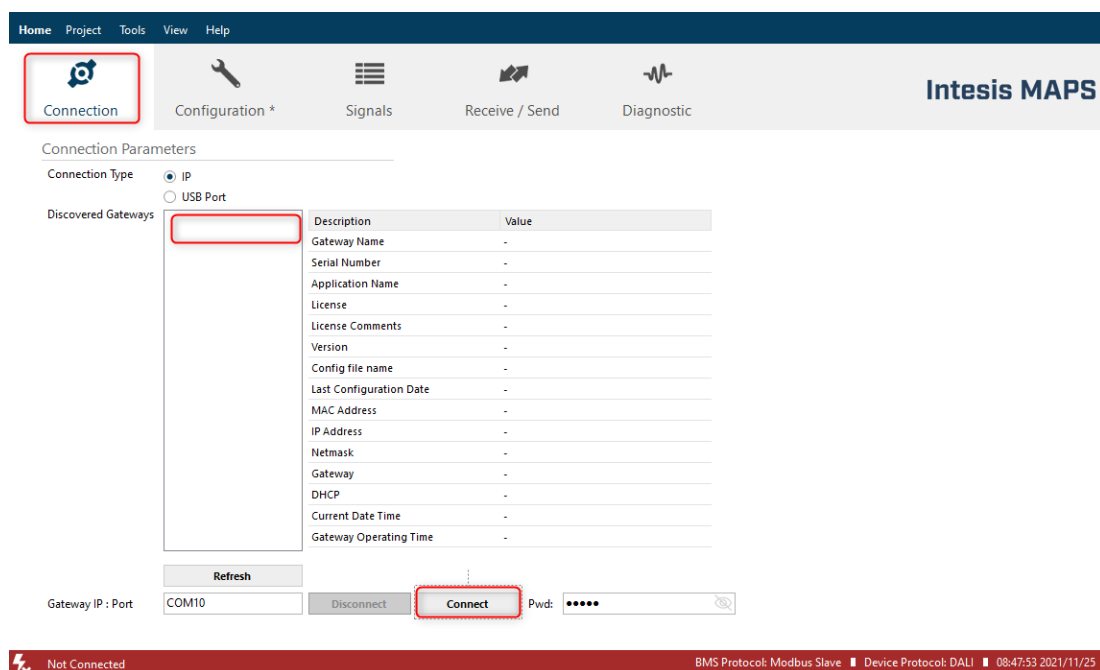 Home Project Tools View Help
Connection Configuration * Signals Receive / Send Diagnostic
Intesis MAPS
Connection Parameters
Connection Type IP
USB Port
Discovered Gateways
Description Value
Gateway Name -
Serial Number -
Application Name -
License -
License Comments -
Version -
Config file name -
Last Configuration Date -
MAC Address -
IP Address -
Netmask -
Gateway -
DHCP -
Current Date Time -
Gateway Operating Time -
Refresh
Gateway IP : Port COM10 Disconnect Connect Pwd: •••••
Not Connected BMS Protocol: Modbus Slave Device Protocol: DALI 08:47:53 2021/11/25